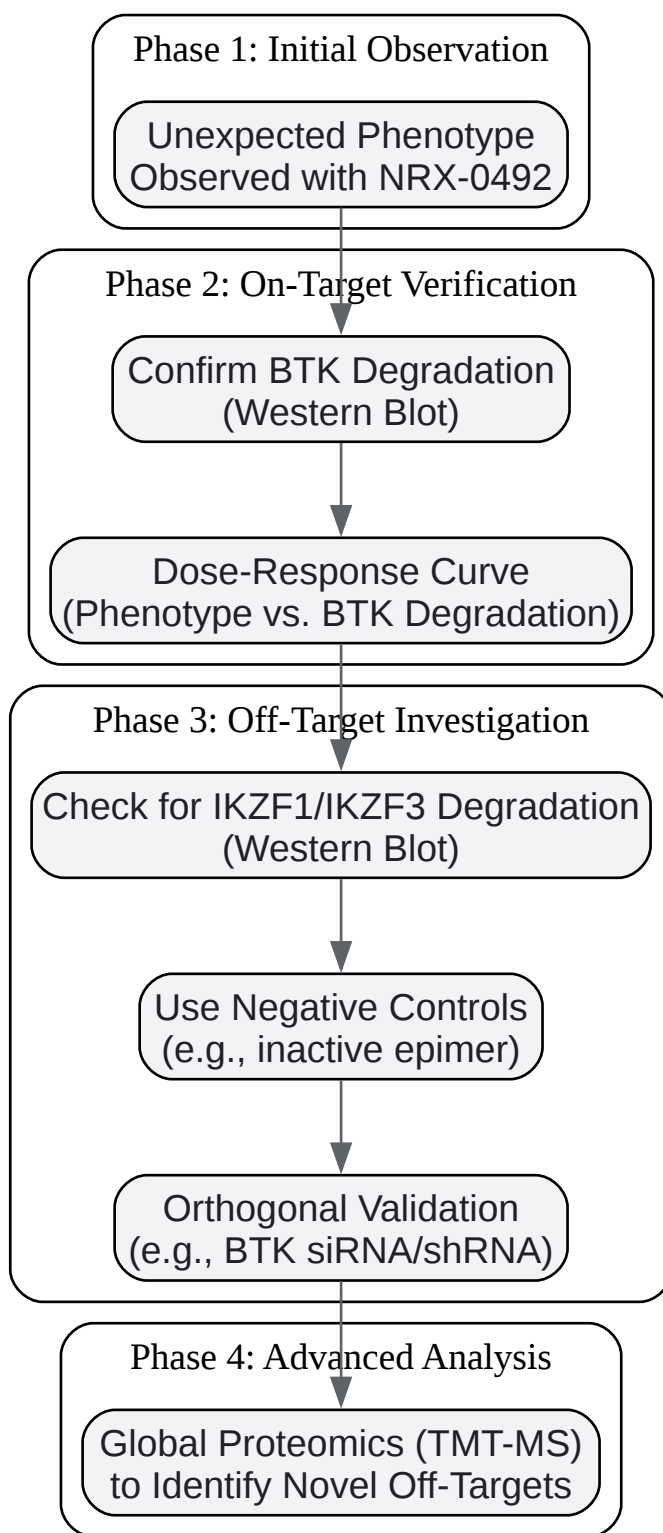 Phase 1: Initial Observation
Unexpected Phenotype
Observed with NRX-0492
Phase 2: On-Target Verification
Confirm BTK Degradation
(Western Blot)
Dose-Response Curve
(Phenotype vs. BTK Degradation)
Phase 3: Off-Target Investigation
Check for IKZF1/IKZF3 Degradation
(Western Blot)
Use Negative Controls
(e.g., inactive epimer)
Orthogonal Validation
(e.g., BTK siRNA/shRNA)
Phase 4: Advanced Analysis
Global Proteomics (TMT-MS)
to Identify Novel Off-Targets